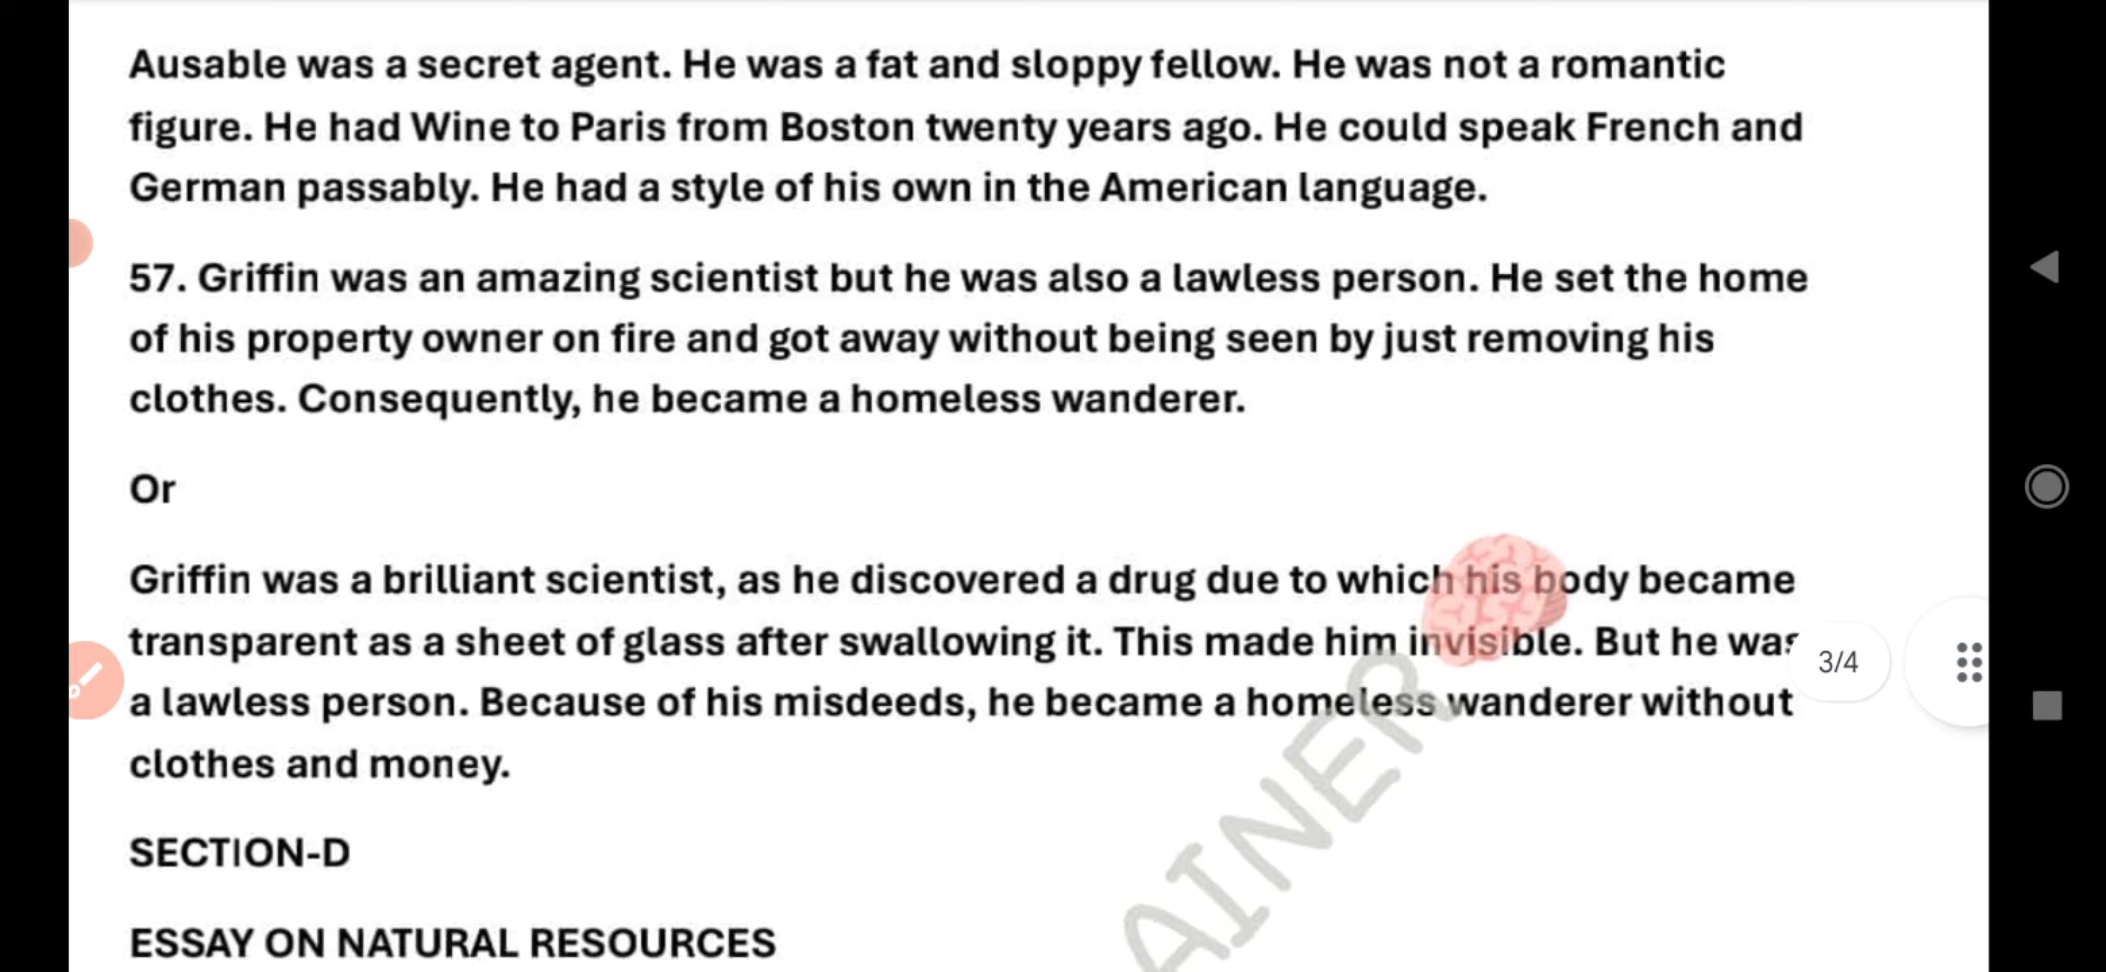 Ausable was a secret agent. He was a fat and sloppy fellow. He was not a romantic
figure. He had Wine to Paris from Boston twenty years ago. He could speak French and
German passably. He had a style of his own in the American language.
57. Griffin was an amazing scientist but he was also a lawless person. He set the home
of his property owner on fire and got away without being seen by just removing his
clothes. Consequently, he became a homeless wanderer.
Or
Griffin was a brilliant scientist, as he discovered a drug due to which his body became
transparent as a sheet of glass after swallowing it. This made him invisible. But he was
3/4
a lawless person. Because of his misdeeds, he became a homeless wanderer without
clothes and money.
SECTION-D
AINER
ESSAY ON NATURAL RESOURCES